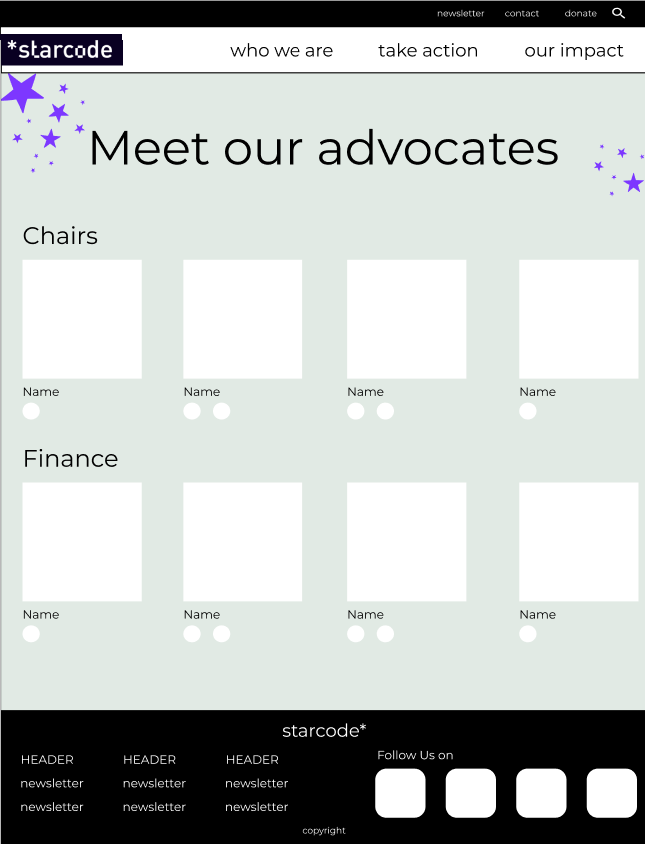 newsletter contact donate
*starcode who we are take action our impact
Meet our advocates
Chairs
Name Name Name Name
Finance
Name Name Name Name
starcode*
HEADER HEADER HEADER Follow Us on
newsletter newsletter newsletter
newsletter newsletter newsletter
copyright